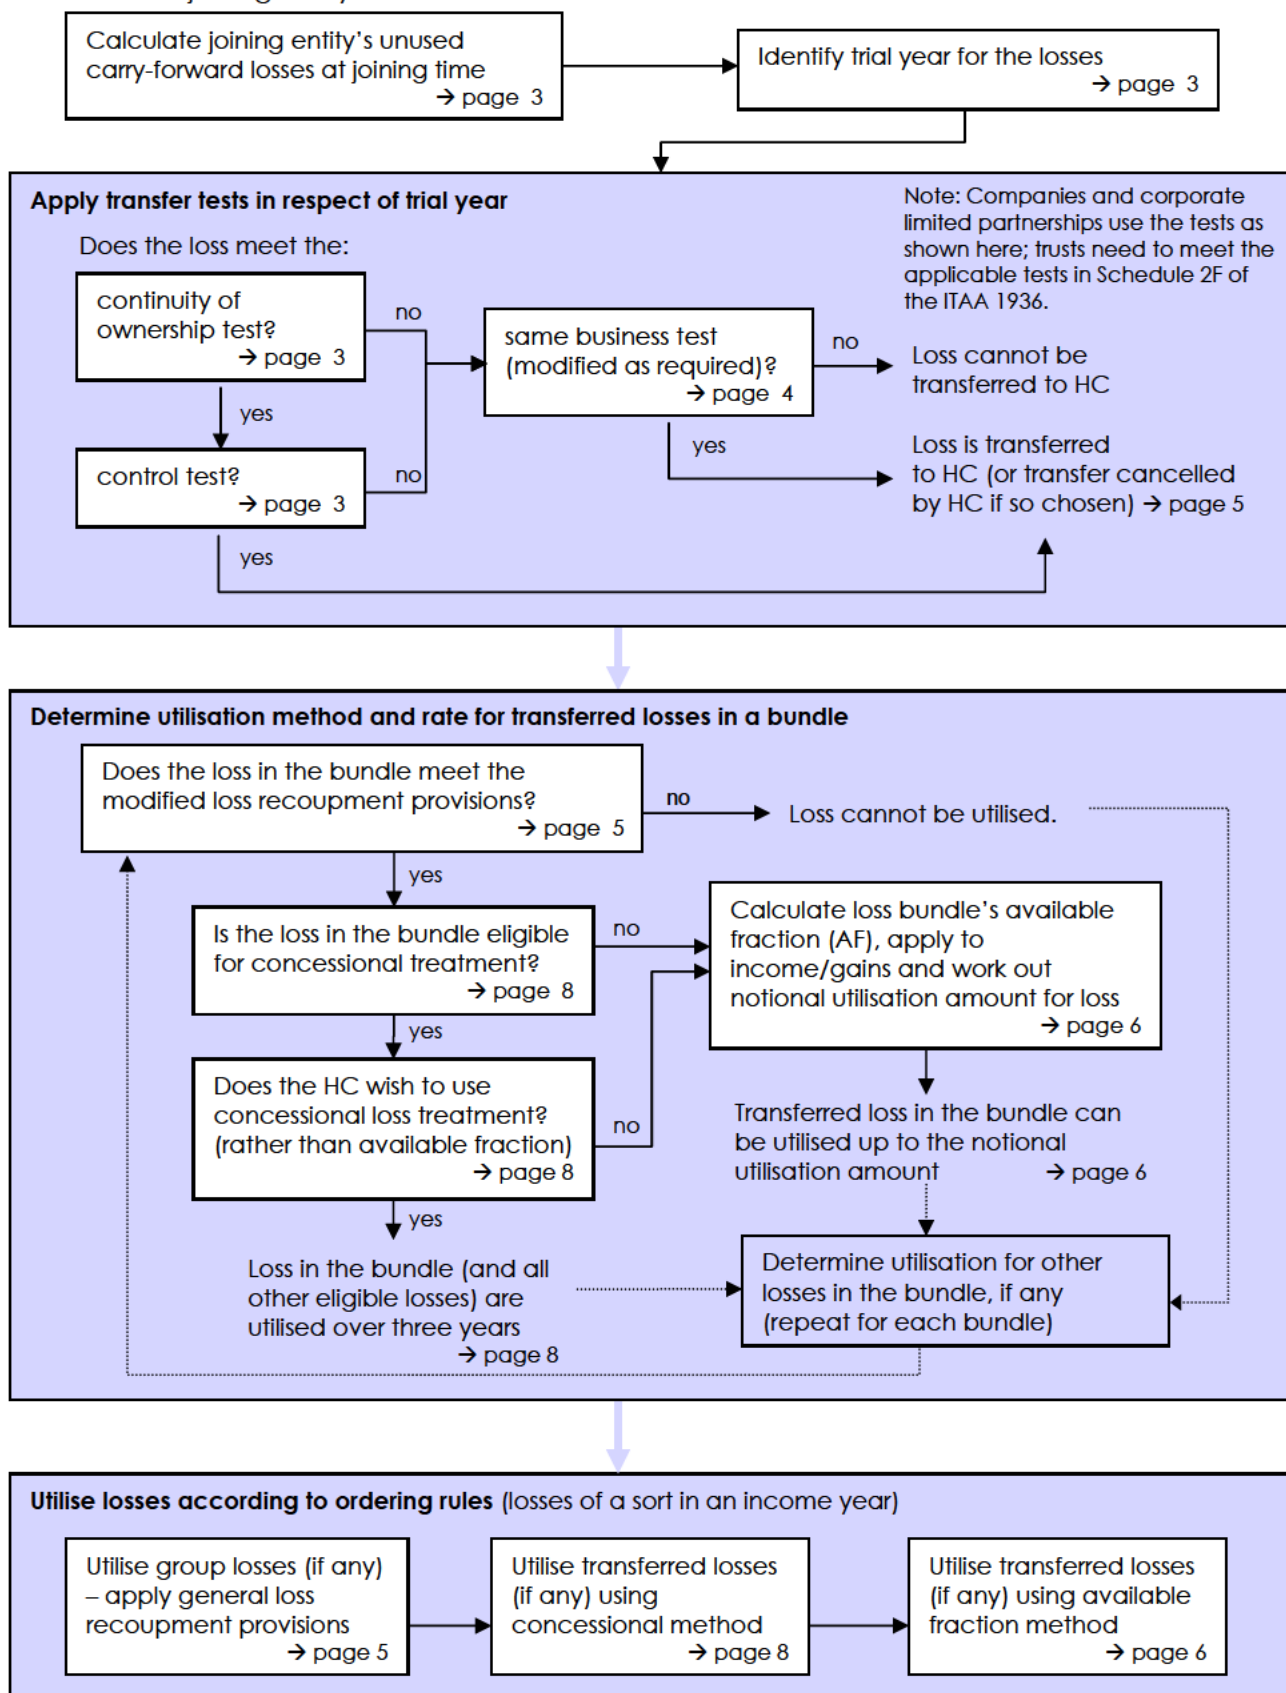 Calculate joining entity's unused
carry-forward losses at joining time
→ page 3
Identify trial year for the losses
→ page 3
Apply transfer tests in respect of trial year
Note: Companies and corporate
limited partnerships use the tests as
shown here; trusts need to meet the
applicable tests in Schedule 2F of
the ITAA 1936.
Does the loss meet the:
continuity of
ownership test?
→ page 3
no
same business test
(modified as required)?
→ page 4
no
Loss cannot be
transferred to HC
yes
yes
Loss is transferred
to HC (or transfer cancelled
by HC if so chosen) → page 5
control test?
→ page 3
no
yes
Determine utilisation method and rate for transferred losses in a bundle
Does the loss in the bundle meet the
modified loss recoupment provisions?
→ page 5
no
Loss cannot be utilised.
yes
Is the loss in the bundle eligible
for concessional treatment?
→ page 8
no
Calculate loss bundle's available
fraction (AF), apply to
income/gains and work out
notional utilisation amount for loss
→ page 6
yes
Does the HC wish to use
concessional loss treatment?
(rather than available fraction)
→ page 8
no
Transferred loss in the bundle can
be utilised up to the notional
utilisation amount → page 6
yes
Loss in the bundle (and all
other eligible losses) are
utilised over three years
→ page 8
Determine utilisation for other
losses in the bundle, if any
(repeat for each bundle)
Utilise losses according to ordering rules (losses of a sort in an income year)
Utilise group losses (if any)
– apply general loss
recoupment provisions
→ page 5
Utilise transferred losses
(if any) using
concessional method
→ page 8
Utilise transferred losses
(if any) using available
fraction method
→ page 6